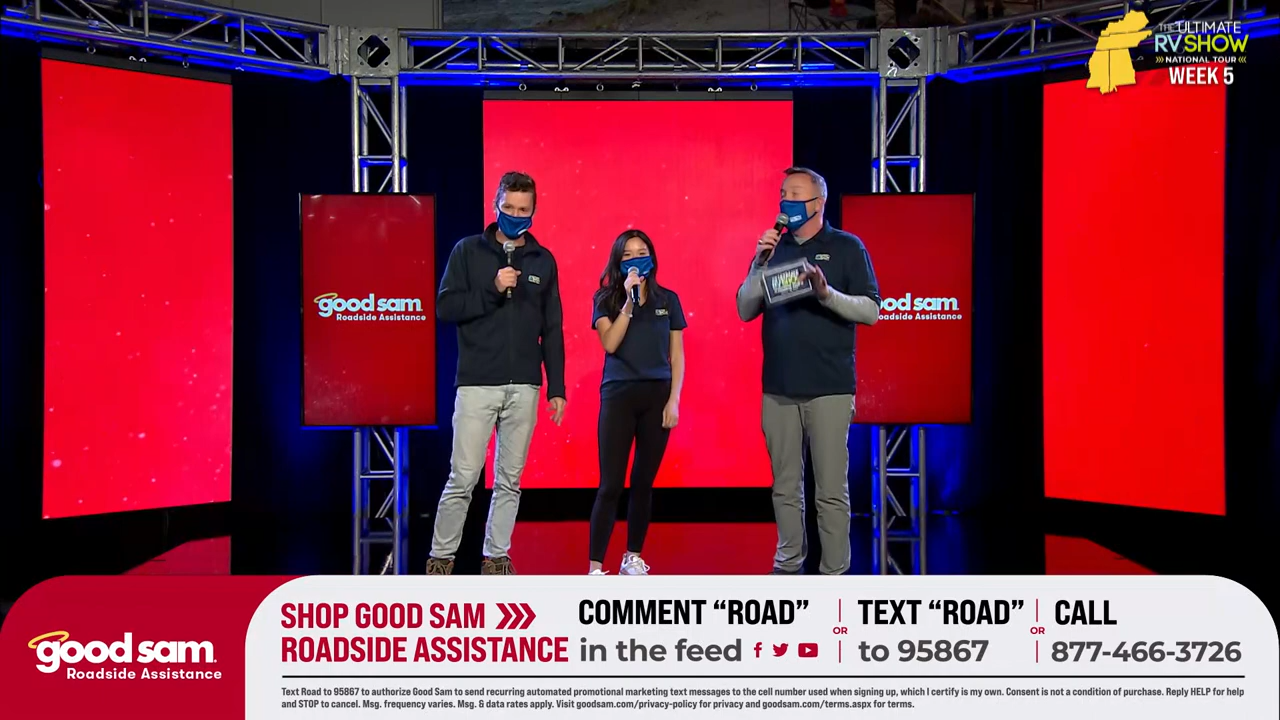 THE ULTIMATE
RV SHOW
NATIONAL TOUR
WEEK 5
good sam.
Roadside Assistance
good sam.
Roadside Assistance
SHOP GOOD SAM
ROADSIDE ASSISTANCE
COMMENT “ROAD”
in the feed
OR
TEXT “ROAD”
to 95867
OR
CALL
877-466-3726
good sam.
Roadside Assistance
Text Road to 95867 to authorize Good Sam to send recurring automated promotional marketing text messages to the cell number used when signing up, which I certify is my own. Consent is not a condition of purchase. Reply HELP for help
and STOP to cancel. Msg. frequency varies. Msg. & data rates apply. Visit goodsam.com/privacy-policy for privacy and goodsam.com/terms.aspx for terms.